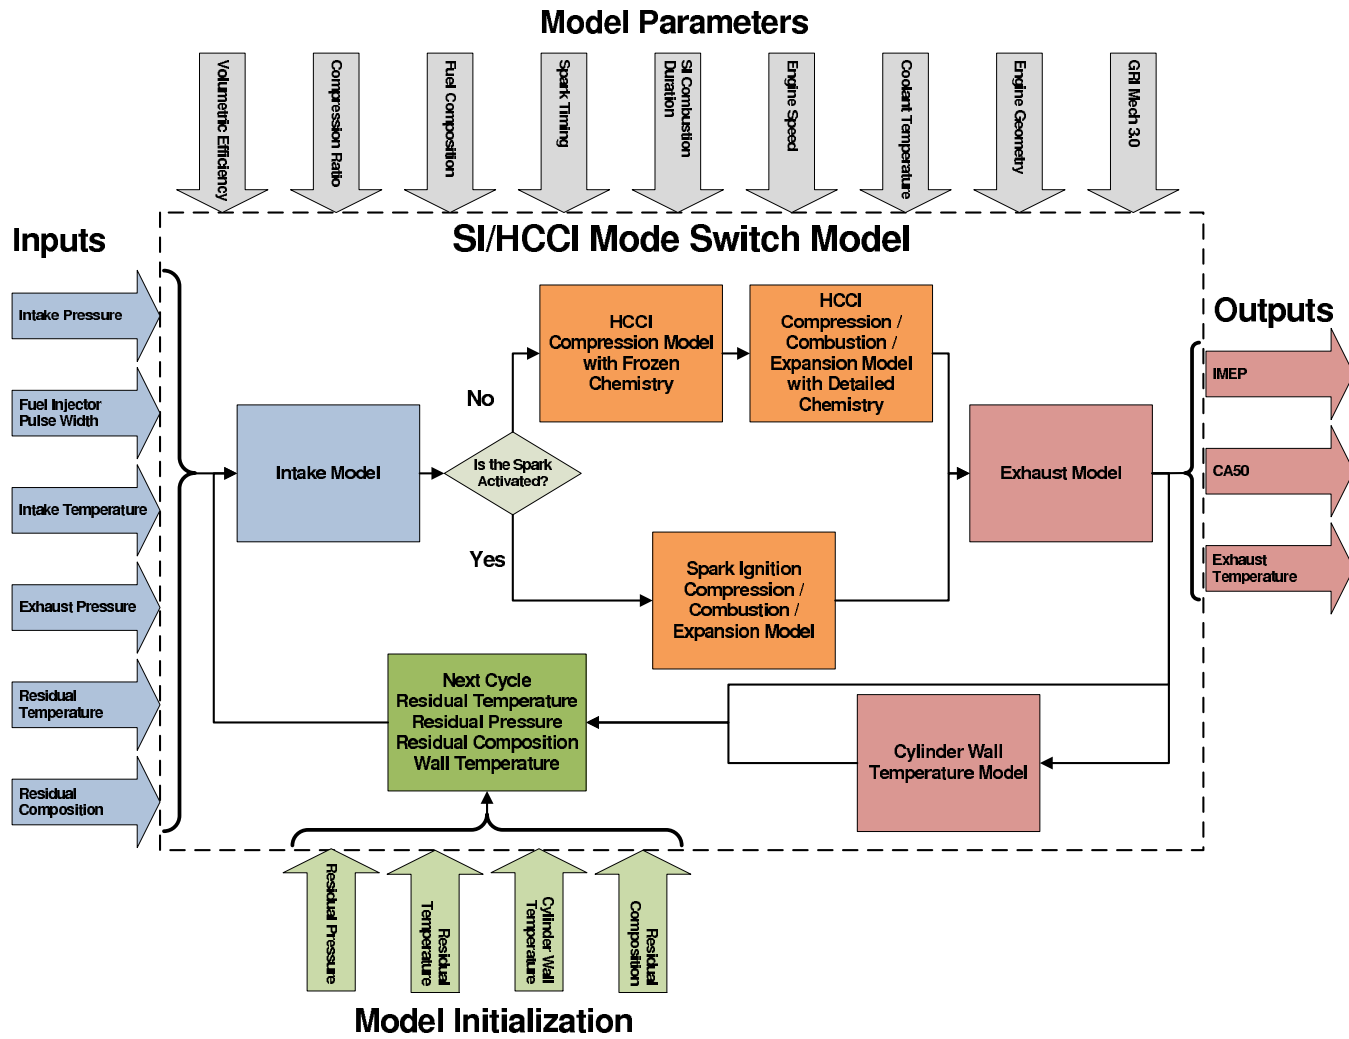 Model Parameters
Volumetric Efficiency
Compression Ratio
Fuel Composition
Spark Timing
SI Combustion
Duration
Engine Speed
Coolant Temperature
Engine Geometry
GRI Mech 3.0
SI/HCCI Mode Switch Model
Inputs
Intake Pressure
Fuel Injector
Pulse Width
Intake Temperature
Exhaust Pressure
Residual
Temperature
Residual
Composition
Intake Model
Is the Spark
Activated?
No
Yes
HCCI
Compression Model
with Frozen
Chemistry
HCCI
Compression /
Combustion /
Expansion Model
with Detailed
Chemistry
Spark Ignition
Compression /
Combustion /
Expansion Model
Exhaust Model
Outputs
IMEP
CA50
Exhaust
Temperature
Next Cycle
Residual Temperature
Residual Pressure
Residual Composition
Wall Temperature
Cylinder Wall
Temperature Model
Residual Pressure
Residual
Temperature
Cylinder Wall
Temperature
Residual
Composition
Model Initialization